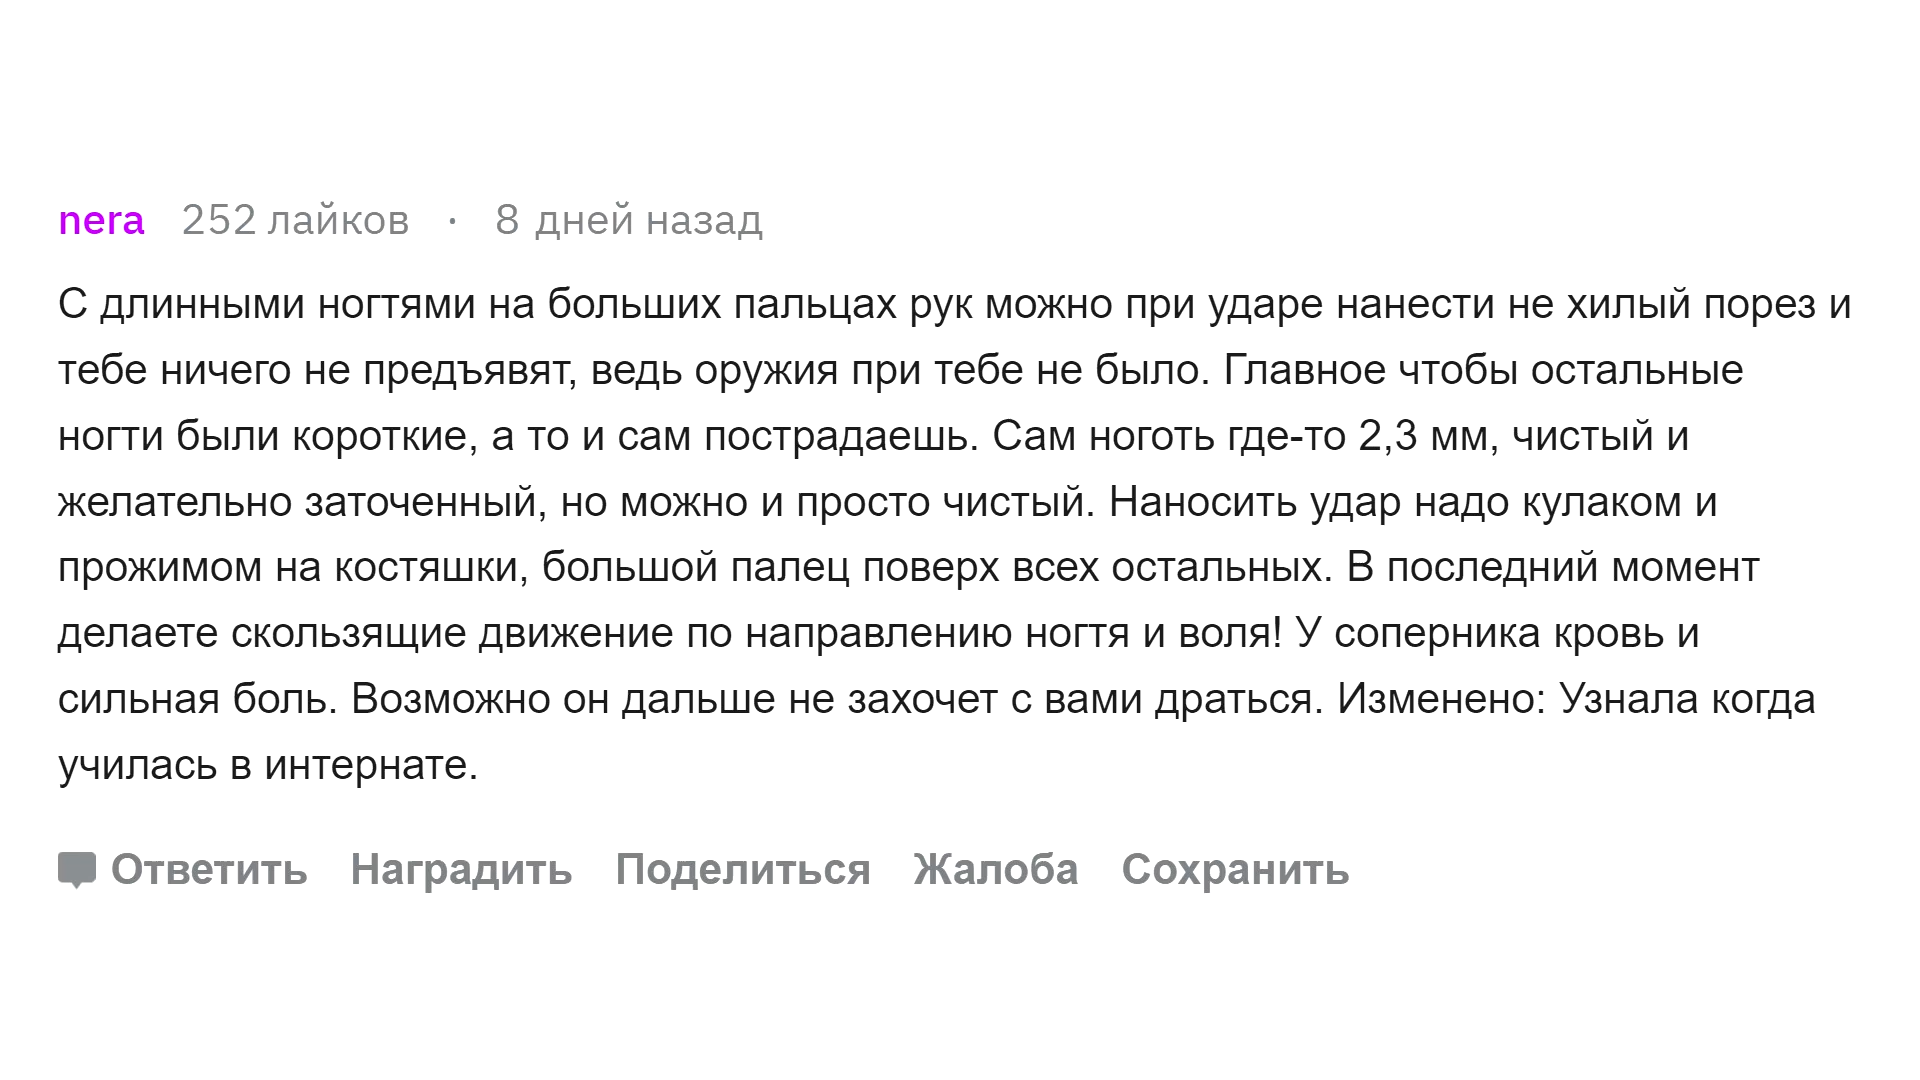 nera 252 лайков · 8 дней назад
С длинными ногтями на больших пальцах рук можно при ударе нанести не хилый порез и
тебе ничего не предъявят, ведь оружия при тебе не было. Главное чтобы остальные
ногти были короткие, а то и сам пострадаешь. Сам ноготь где-то 2,3 мм, чистый и
желательно заточенный, но можно и просто чистый. Наносить удар надо кулаком и
прожимом на костяшки, большой палец поверх всех остальных. В последний момент
делаете скользящие движение по направлению ногтя и воля! У соперника кровь и
сильная боль. Возможно он дальше не захочет с вами драться. Изменено: Узнала когда
училась в интернате.
Ответить Наградить Поделиться Жалоба Сохранить